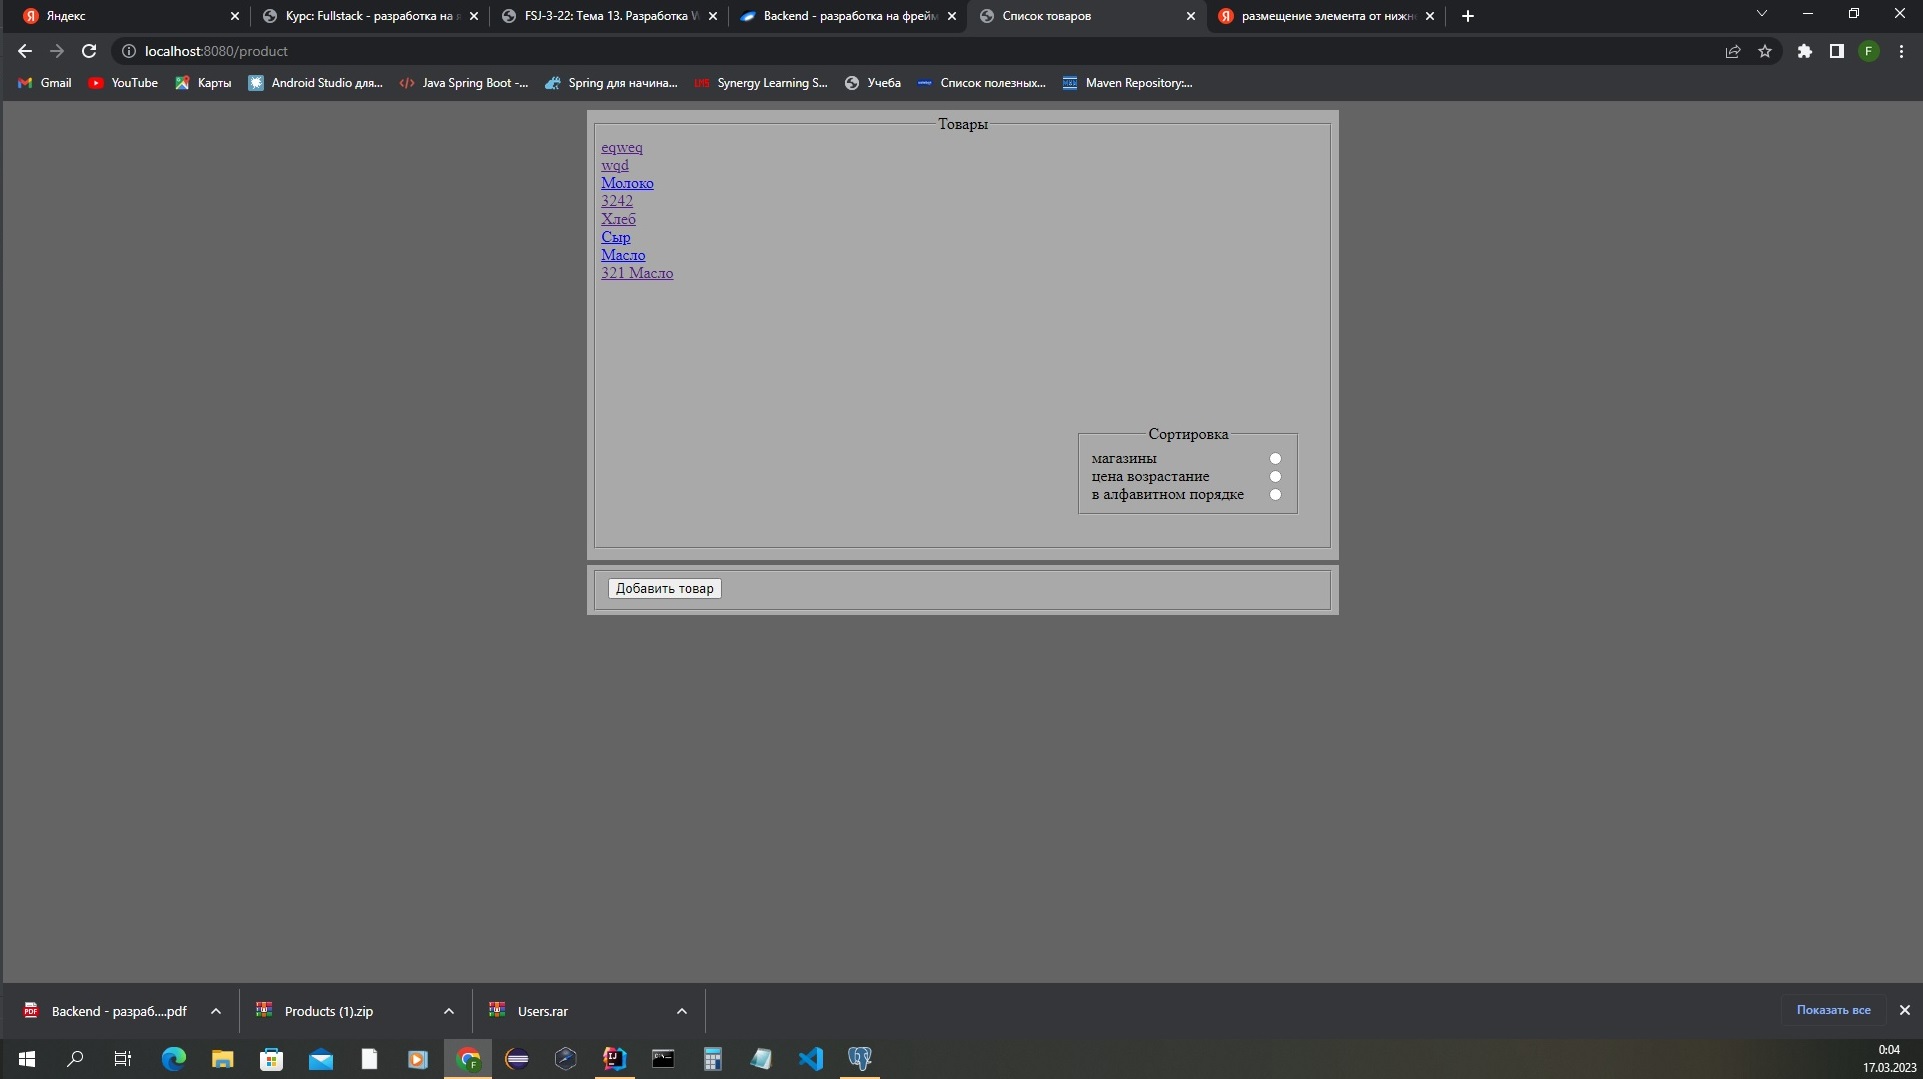 Яндекс
Курс: Fullstack - разработка на я
FSJ-3-22: Тема 13. Разработка W
Backend - разработка на фрейм
Список товаров
размещение элемента от нижне
localhost:8080/product
F
Gmail
YouTube
Карты
Android Studio для...
Java Spring Boot -...
Spring для начина...
LMS
Synergy Learning S...
Учеба
Список полезных...
Maven Repository:...
Товары
eqweq
wqd
Молоко
3242
Хлеб
Сыр
Масло
321 Масло
Сортировка
магазины
цена возрастание
в алфавитном порядке
Добавить товар
PDF
Backend - разраб....pdf
Products (1).zip
Users.rar
Показать все
0:04
17.03.2023